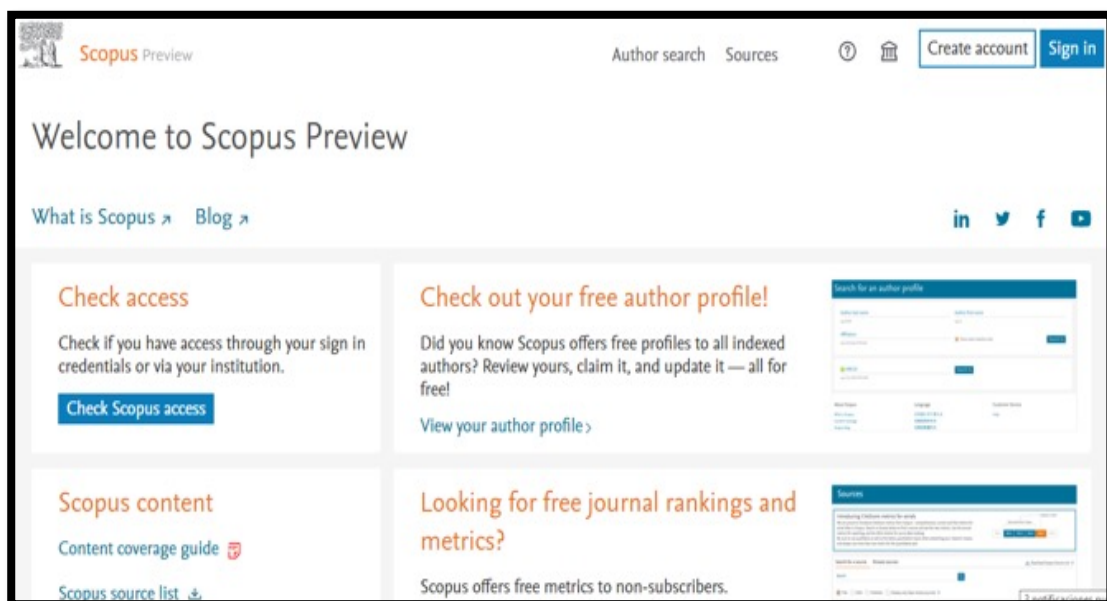 Scopus Preview
Author search Sources Create account Sign in
Welcome to Scopus Preview
What is Scopus Blog
Check access
Check if you have access through your sign in
credentials or via your institution.
Check Scopus access
Check out your free author profile!
Did you know Scopus offers free profiles to all indexed
authors? Review yours, claim it, and update it — all for
free!
View your author profile
Search for an author profile
Scopus content
Content coverage guide
Scopus source list
Looking for free journal rankings and
metrics?
Scopus offers free metrics to non-subscribers.
Sources